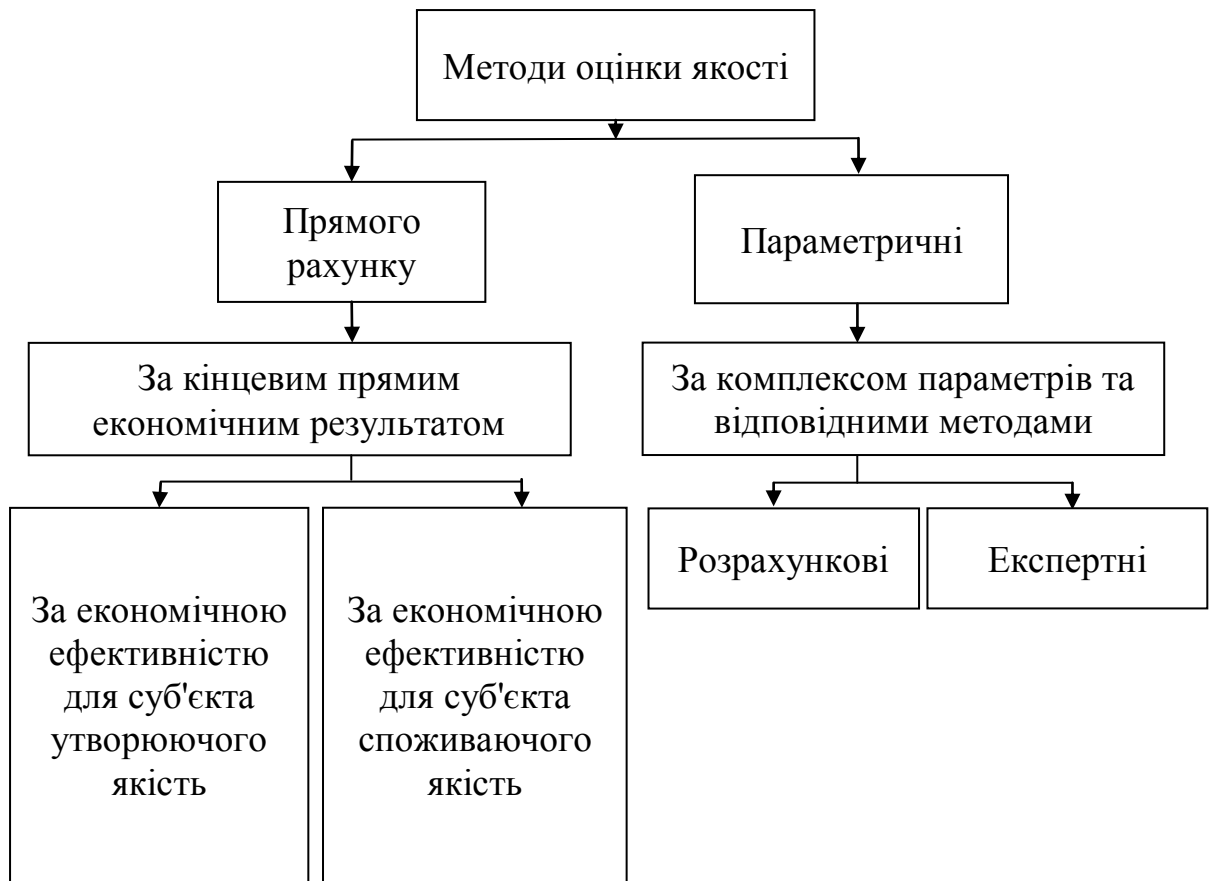 Методи оцінки якості
Прямого
рахунку
Параметричні
За кінцевим прямим
економічним результатом
За комплексом параметрів та
відповідними методами
За економічною
ефективністю
для суб'єкта
утворюючого
якість
За економічною
ефективністю
для суб'єкта
споживаючого
якість
Розрахункові
Експертні